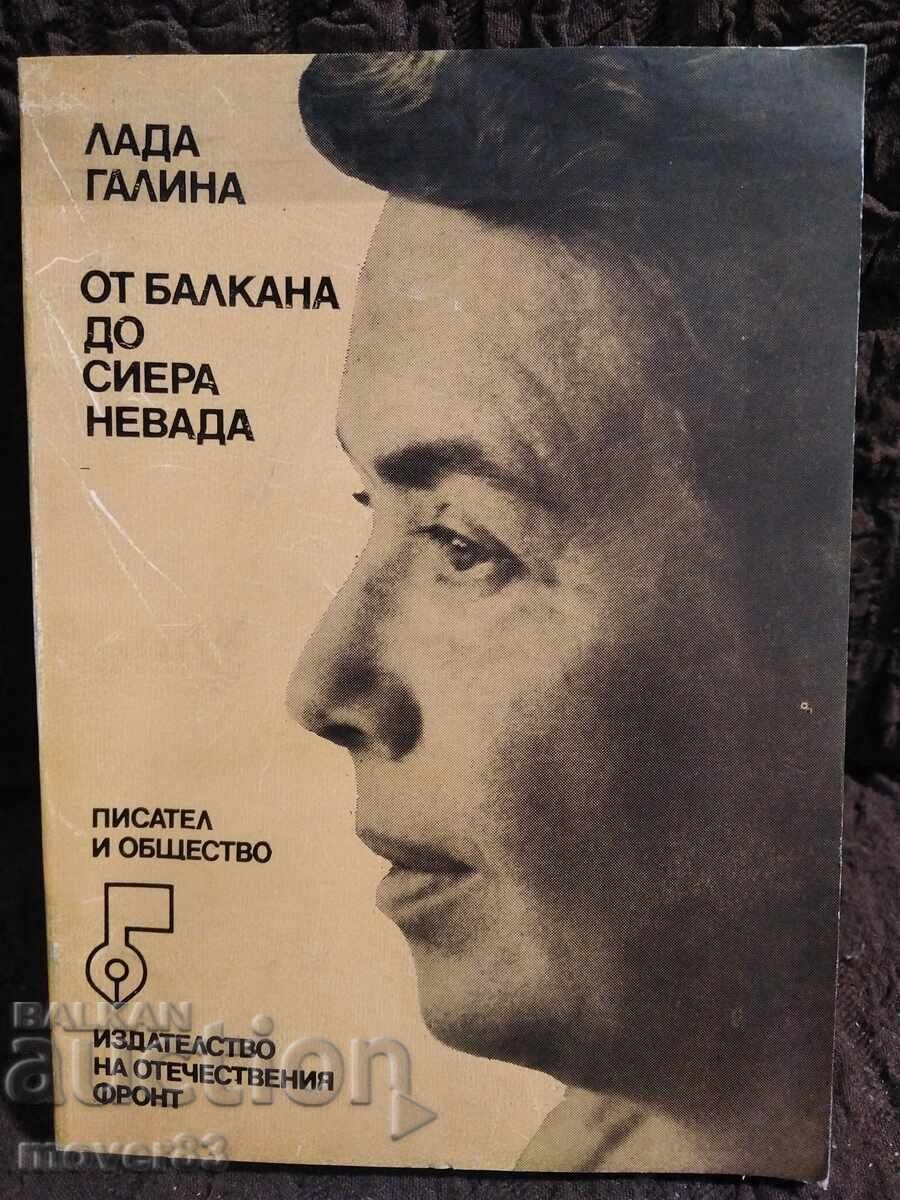 ЛАДА
ГАЛИНА
ОТ БАЛКАНА
ДО
СИЕРА
НЕВАДА
ПИСАТЕЛ
И ОБЩЕСТВО
BALKAN
auction
ИЗДАТЕЛСТВО
НА ОТЕЧЕСТВЕНИЯ
ФРОНТ
mover83